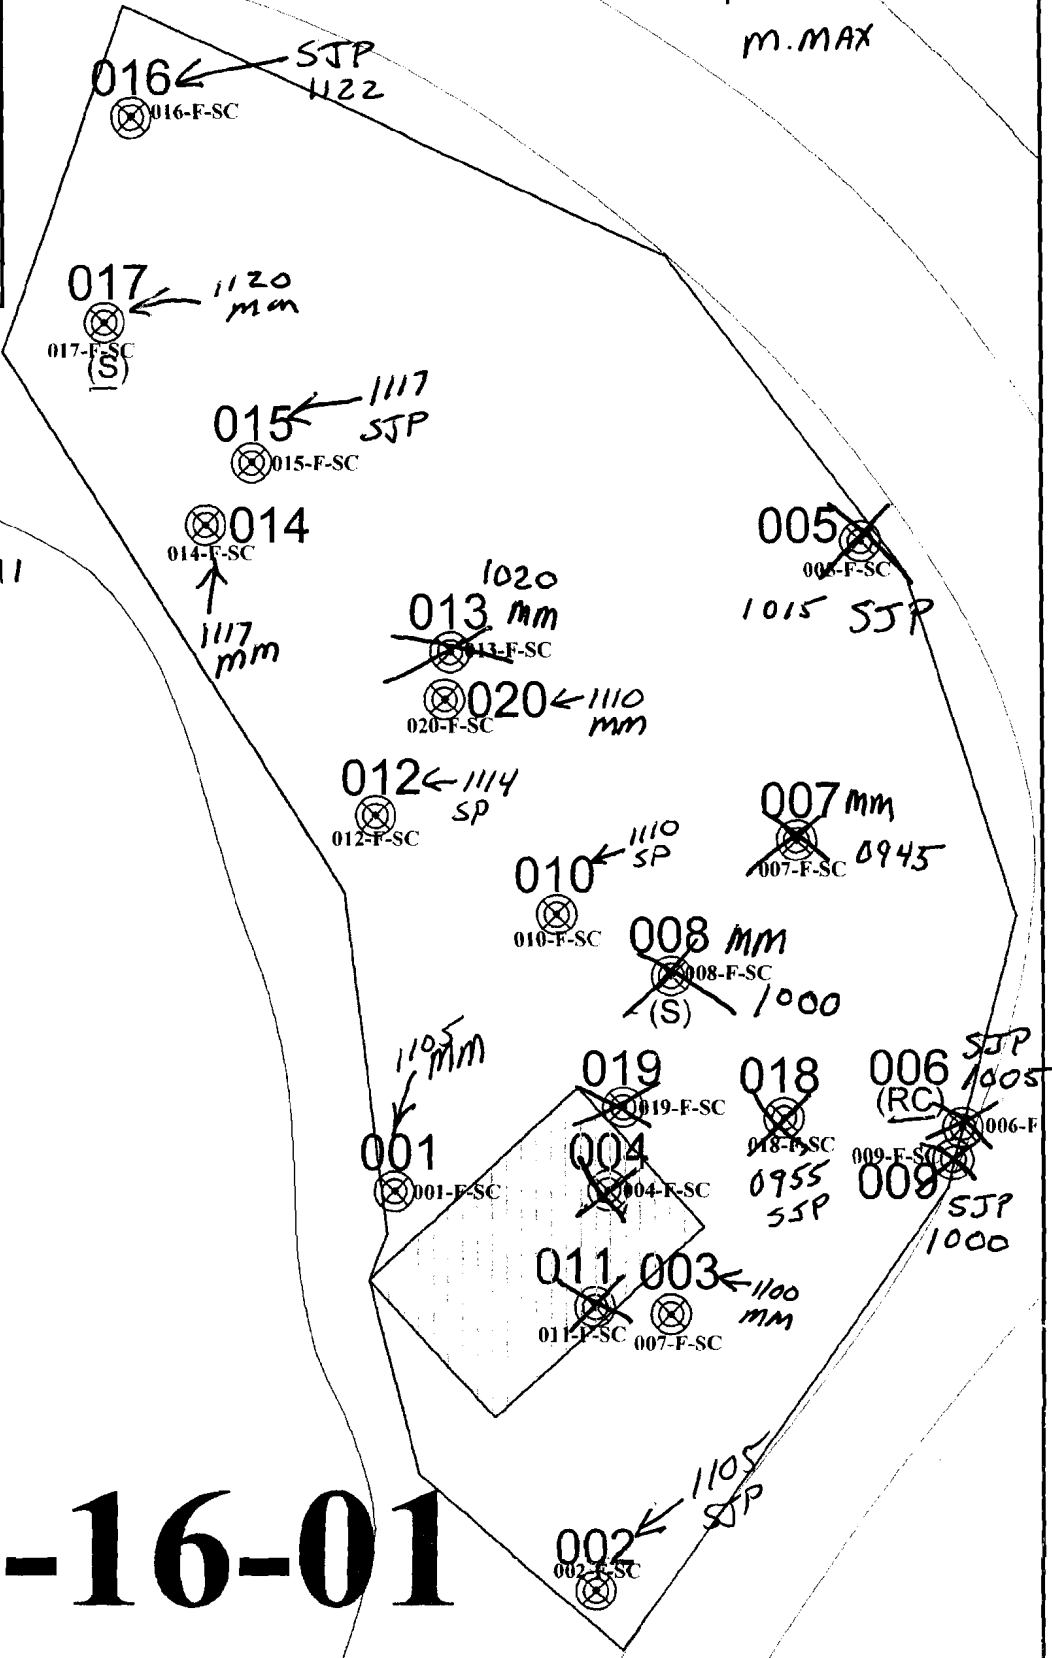 M.MAX
016
SJP
1122
016-F-SC
017
1120
mm
017-F-SC
(S)
015
1117
SJP
015-F-SC
014
014-F-SC
1117
mm
11
005
005-F-SC
1015 SJP
1020
013 mm
013-F-SC
020
1110
mm
020-F-SC
012
1114
SP
012-F-SC
007 mm
0945
007-F-SC
010
1110
SP
010-F-SC
008 MM
008-F-SC
(S)
1000
1105
MM
001
001-F-SC
019
019-F-SC
018
018-F-SC
0955
SJP
006
(RC)
SJP
1005
006-F
009-F-SC
009
SJP
1000
004
004-F-SC
011
011-F-SC
003
1100
MM
007-F-SC
1105
SJP
002
002-F-SC
-16-01